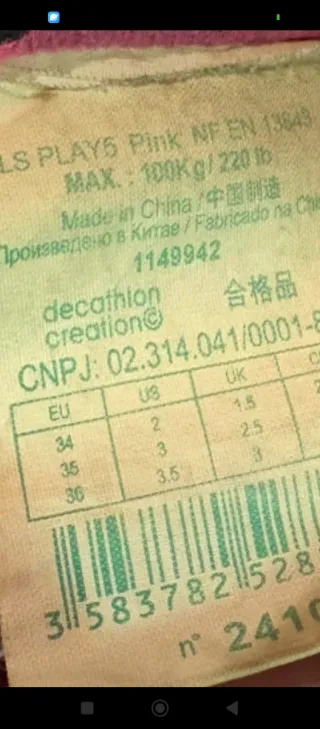 LS PLAY5 Pink NF EN 13843
MAX. : 100Kg / 220 lb
Made in China / 中国制造
Произведено в Китае / Fabricado na
1149942
decathlon
creation©
合格品
CNPJ: 02.314.041/0001-8
EU US UK
34 2 1.5
35 3 2.5
36 3.5 3
3 583782 528
n° 2410